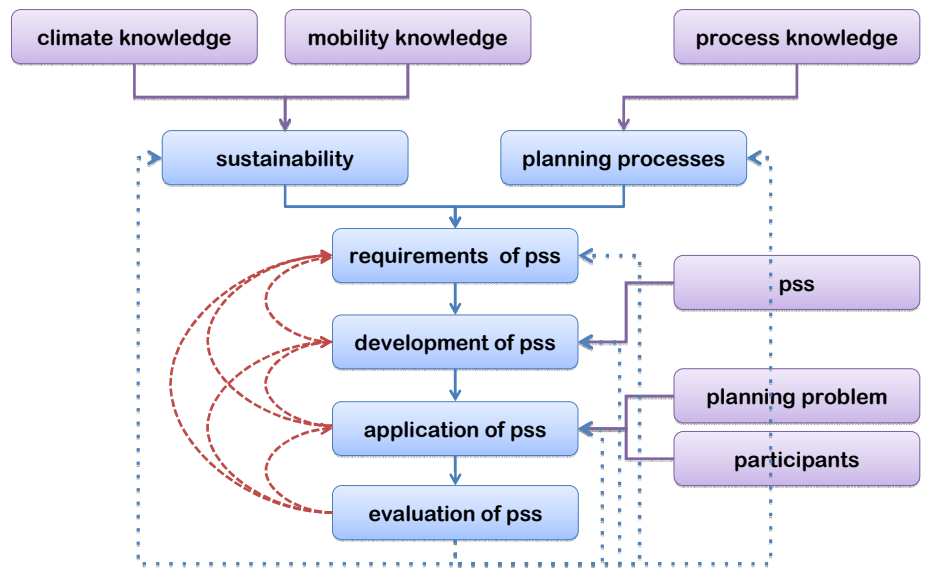 climate knowledge
mobility knowledge
process knowledge
sustainability
planning processes
requirements of pss
pss
development of pss
planning problem
application of pss
participants
evaluation of pss